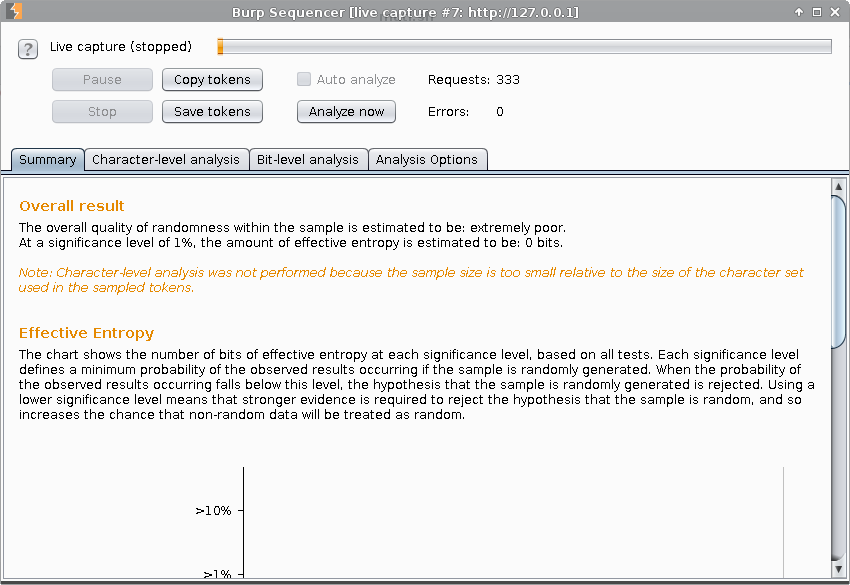 Burp Sequencer [live capture #7: http://127.0.0.1]
? Live capture (stopped)
Pause Copy tokens Auto analyze Requests: 333
Stop Save tokens Analyze now Errors: 0
Summary Character-level analysis Bit-level analysis Analysis Options
Overall result
The overall quality of randomness within the sample is estimated to be: extremely poor.
At a significance level of 1%, the amount of effective entropy is estimated to be: 0 bits.
Note: Character-level analysis was not performed because the sample size is too small relative to the size of the character set
used in the sampled tokens.
Effective Entropy
The chart shows the number of bits of effective entropy at each significance level, based on all tests. Each significance level
defines a minimum probability of the observed results occurring if the sample is randomly generated. When the probability of
the observed results occurring falls below this level, the hypothesis that the sample is randomly generated is rejected. Using a
lower significance level means that stronger evidence is required to reject the hypothesis that the sample is random, and so
increases the chance that non-random data will be treated as random.
>10%
>1%